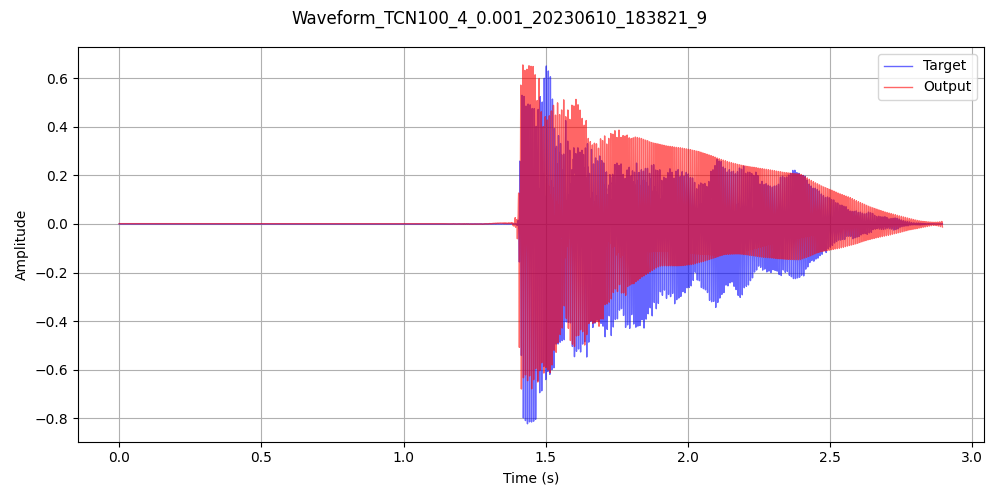 Waveform_TCN100_4_0.001_20230610_183821_9
Target
Output
Amplitude
0.6
0.4
0.2
0.0
−0.2
−0.4
−0.6
−0.8
0.0 0.5 1.0 1.5 2.0 2.5 3.0
Time (s)